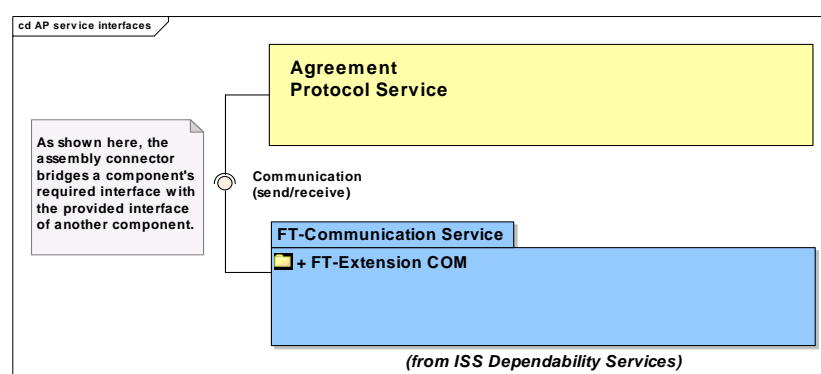 cd AP service interfaces
Agreement
Protocol Service
As shown here, the
assembly connector
bridges a component's
required interface with
the provided interface
of another component.
Communication
(send/receive)
FT-Communication Service
+ FT-Extension COM
(from ISS Dependability Services)